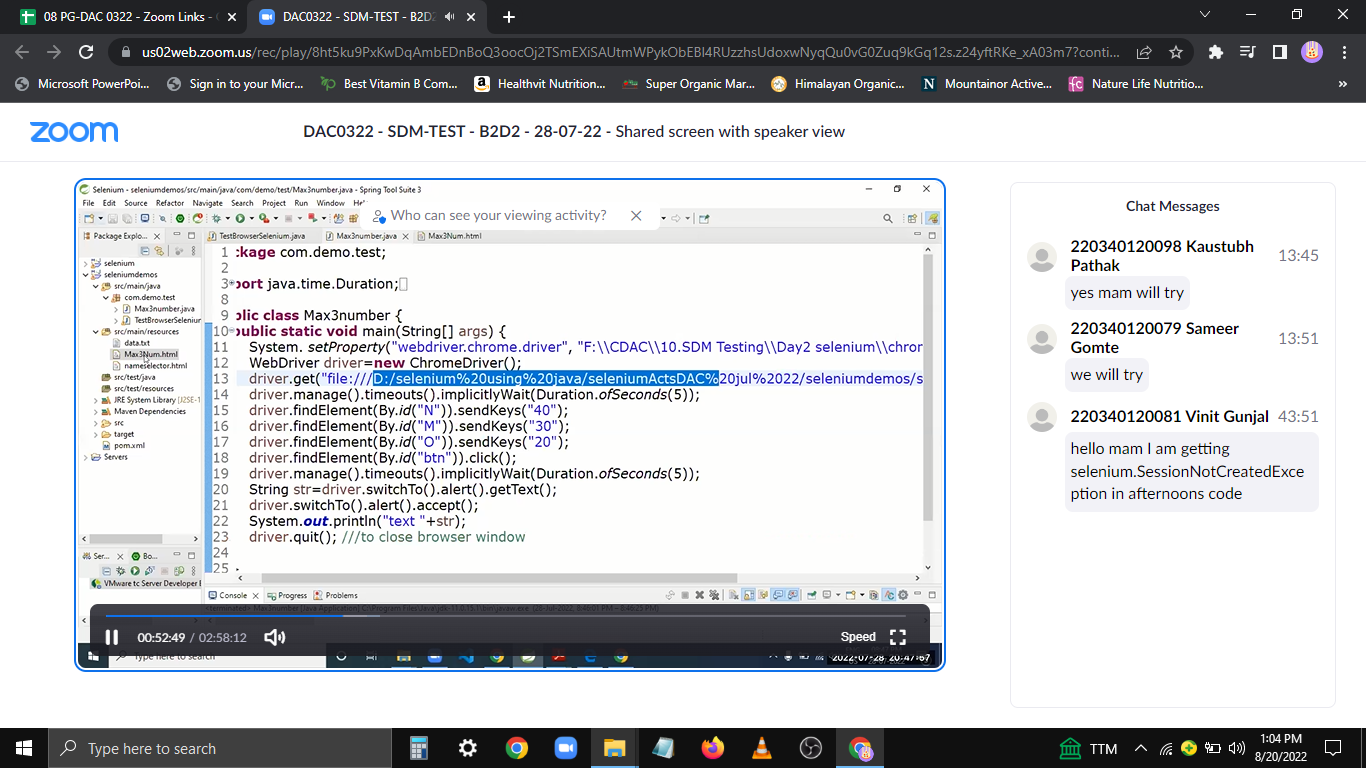 08 PG-DAC 0322 - Zoom Links -
DAC0322 - SDM-TEST - B2D2
us02web.zoom.us/rec/play/8ht5ku9PxKwDqAmbEDnBoQ3oocOj2TSmEXiSAUtmWPykObEBI4RUzzhsUdoxwNyqQu0vG0Zuq9kGq12s.z24yftRKe_xA03m7?conti...
Microsoft PowerPoi...
Sign in to your Micr...
Best Vitamin B Com...
Healthvit Nutrition...
Super Organic Mar...
Himalayan Organic...
Mountainor Active...
Nature Life Nutritio...
zoom
DAC0322 - SDM-TEST - B2D2 - 28-07-22 - Shared screen with speaker view
Selenium - seleniumdemos/src/main/java/com/demo/test/Max3number.java - Spring Tool Suite 3
File Edit Source Refactor Navigate Search Project Run Window
Who can see your viewing activity?
Package Explo...
selenium
seleniumdemos
src/main/java
com.demo.test
Max3number.java
TestBrowserSeleniun
src/main/resources
data.txt
Max3Num.html
nameselector.html
src/test/java
src/test/resources
JRE System Library [J2SE-1
Maven Dependencies
src
target
pom.xml
Servers
TestBrowserSelenium.java
Max3number.java
Max3Num.html
1 :kage com.demo.test;
2
3 port java.time.Duration;
8
9 blic class Max3number {
10 public static void main(String[] args) {
11 System. setProperty("webdriver.chrome.driver", "F:\\CDAC\\10.SDM Testing\\Day2 selenium\\chrom
12 WebDriver driver=new ChromeDriver();
13 driver.get("file:///D:/selenium%20using%20java/seleniumActsDAC%20jul%2022/seleniumdemos/s
14 driver.manage().timeouts().implicitlyWait(Duration.ofSeconds(5));
15 driver.findElement(By.id("N")).sendKeys("40");
16 driver.findElement(By.id("M")).sendKeys("30");
17 driver.findElement(By.id("O")).sendKeys("20");
18 driver.findElement(By.id("btn")).click();
19 driver.manage().timeouts().implicitlyWait(Duration.ofSeconds(5));
20 String str=driver.switchTo().alert().getText();
21 driver.switchTo().alert().accept();
22 System.out.println("text "+str);
23 driver.quit(); ///to close browser window
24
25
Ser...
Bo...
VMware tc Server Developer E
Console
Progress
Problems
<terminated> Max3number [Java Application]
00:52:49 / 02:58:12
Speed
Type here to search
2022-07-28 20:47:57
Chat Messages
220340120098 Kaustubh Pathak 13:45
yes mam will try
220340120079 Sameer Gomte 13:51
we will try
220340120081 Vinit Gunjal 43:51
hello mam I am getting
selenium.SessionNotCreatedExce
ption in afternoons code
Type here to search
TTM
1:04 PM
8/20/2022